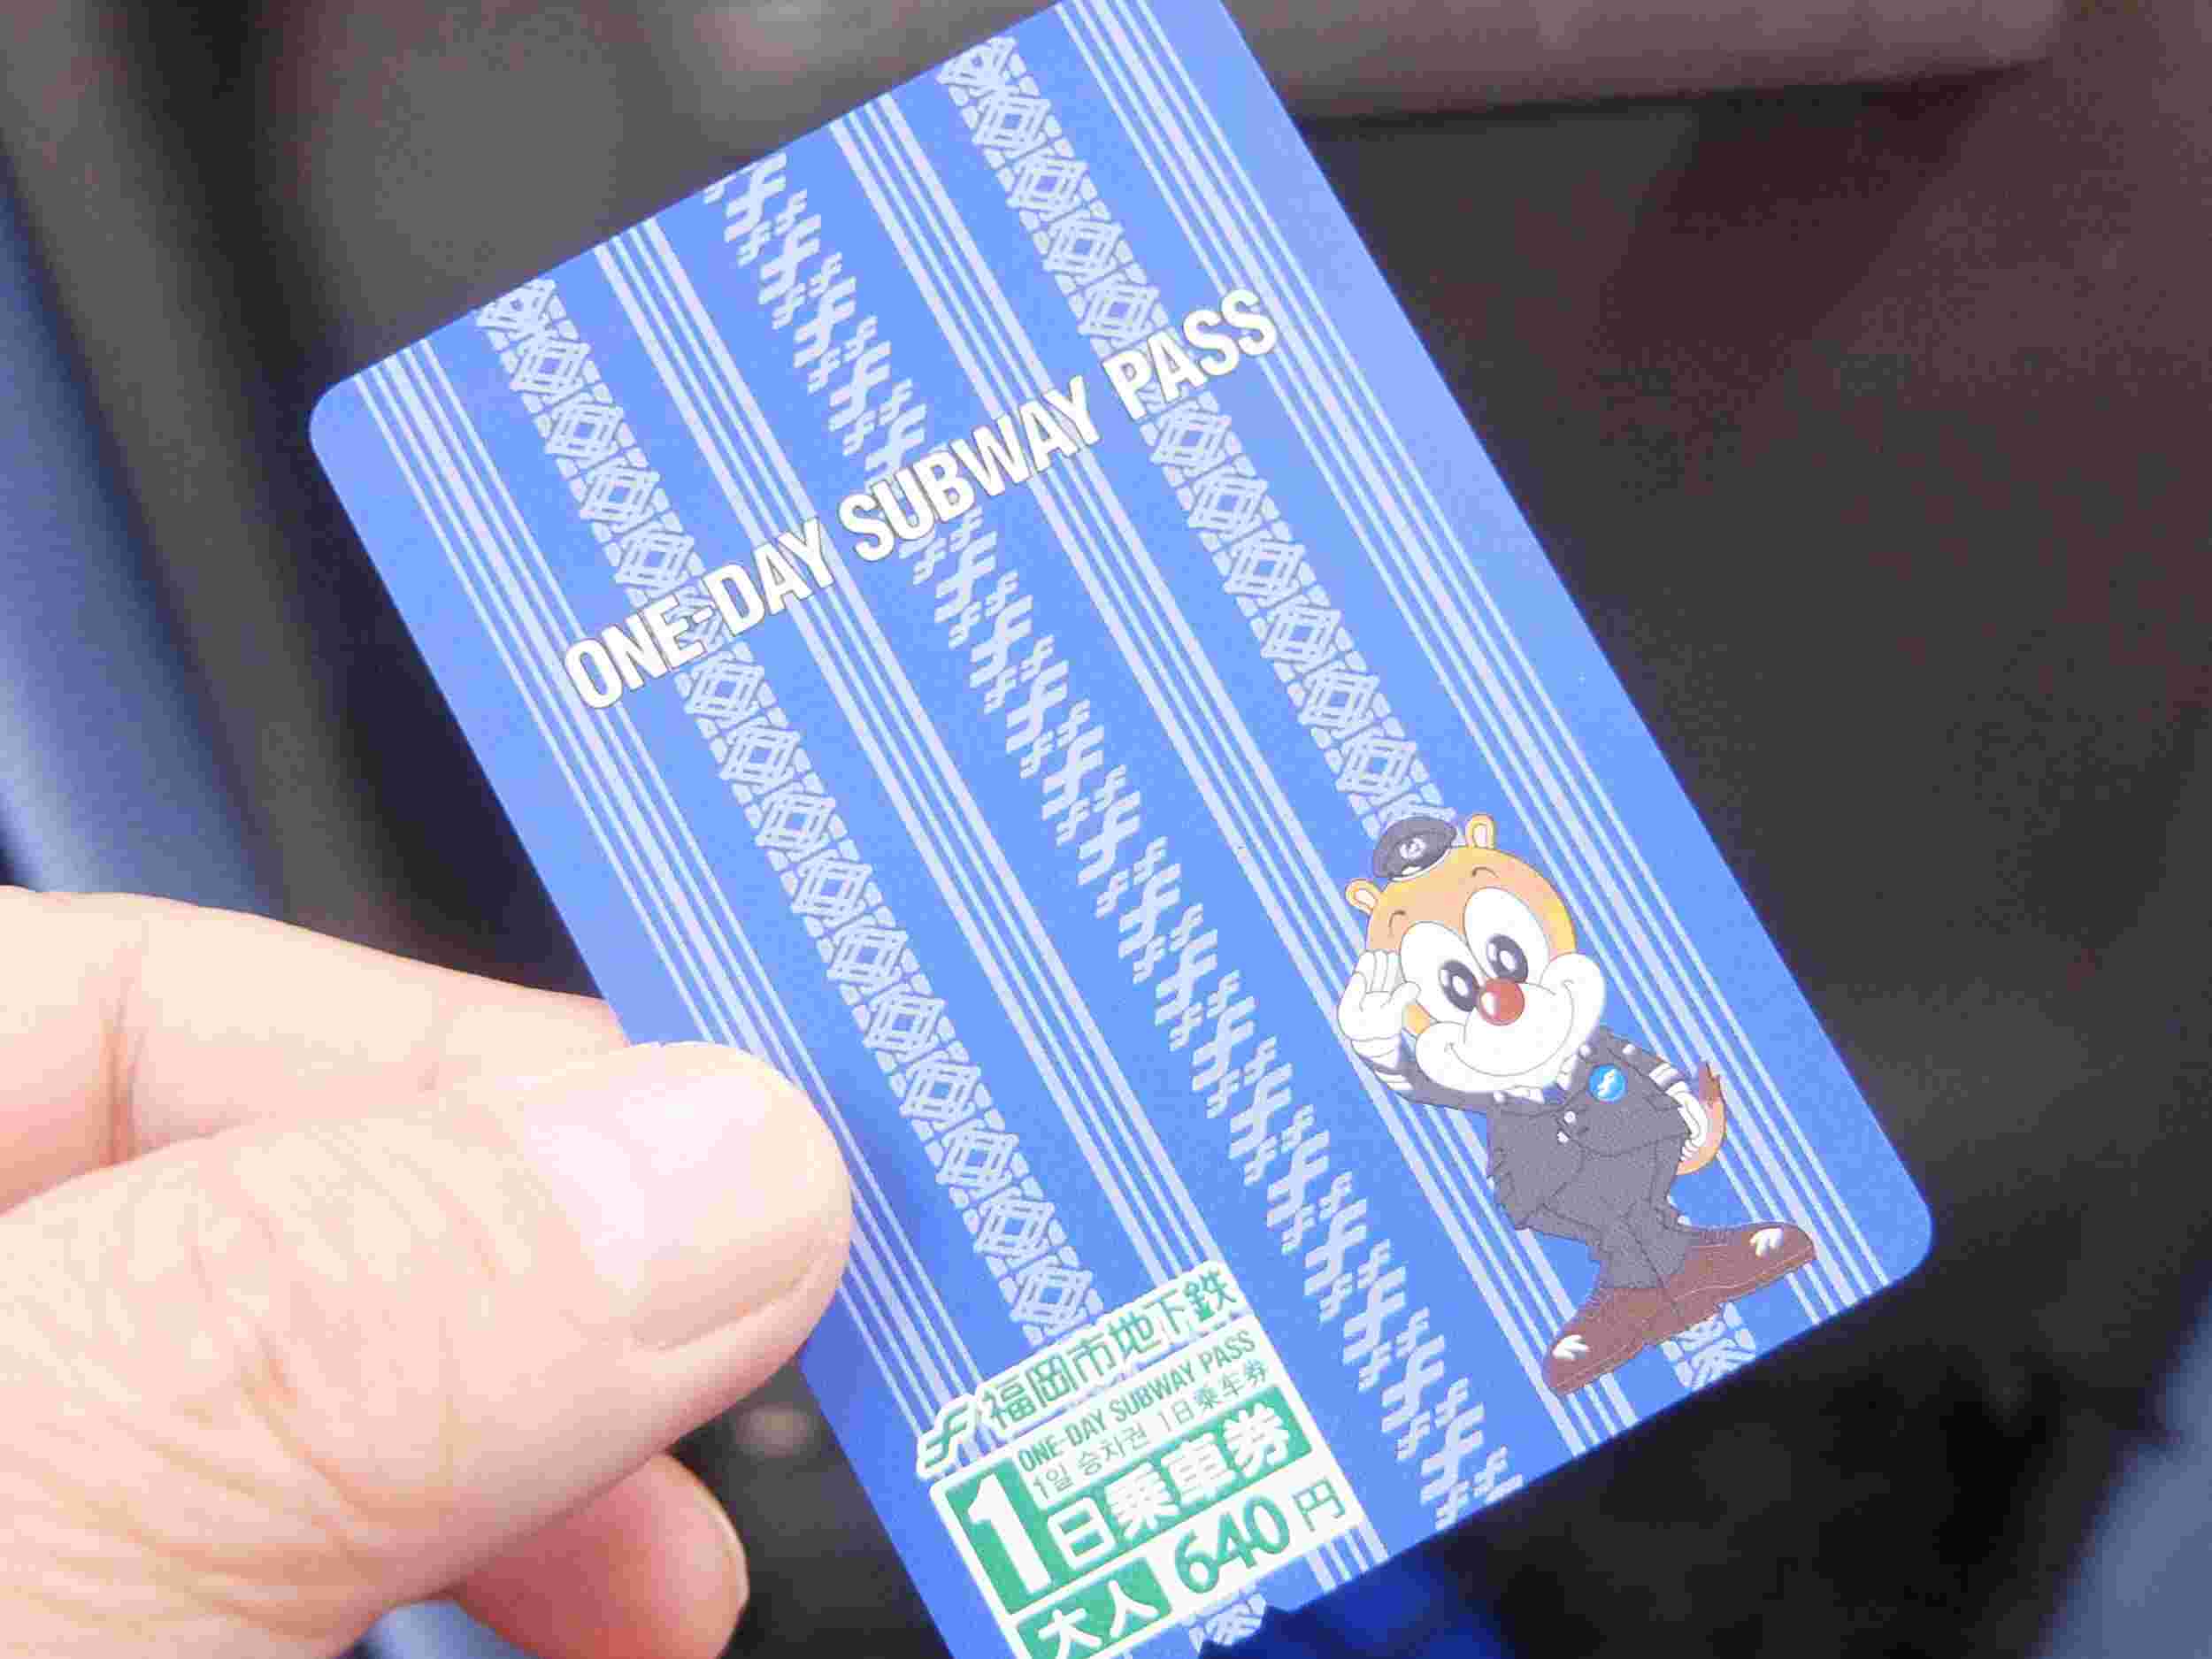 ONE-DAY SUBWAY PASS
福岡市地下鉄
ONE-DAY SUBWAY PASS
1일 승차권 1日乘车券
1日乗車券
大人 640円